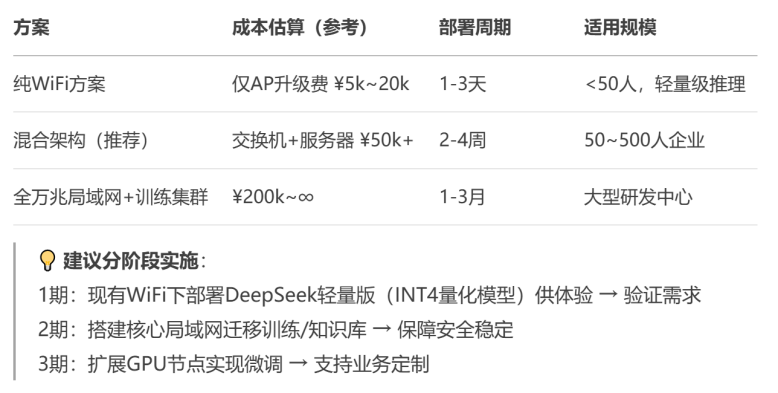 方案 成本估算（参考） 部署周期 适用规模
纯WiFi方案 仅AP升级费 ¥5k~20k 1-3天 <50人，轻量级推理
混合架构（推荐） 交换机+服务器 ¥50k+ 2-4周 50~500人企业
全万兆局域网+训练集群 ¥200k~∞ 1-3月 大型研发中心
💡 建议分阶段实施：
1期：现有WiFi下部署DeepSeek轻量版（INT4量化模型）供体验 → 验证需求
2期：搭建核心局域网迁移训练/知识库 → 保障安全稳定
3期：扩展GPU节点实现微调 → 支持业务定制